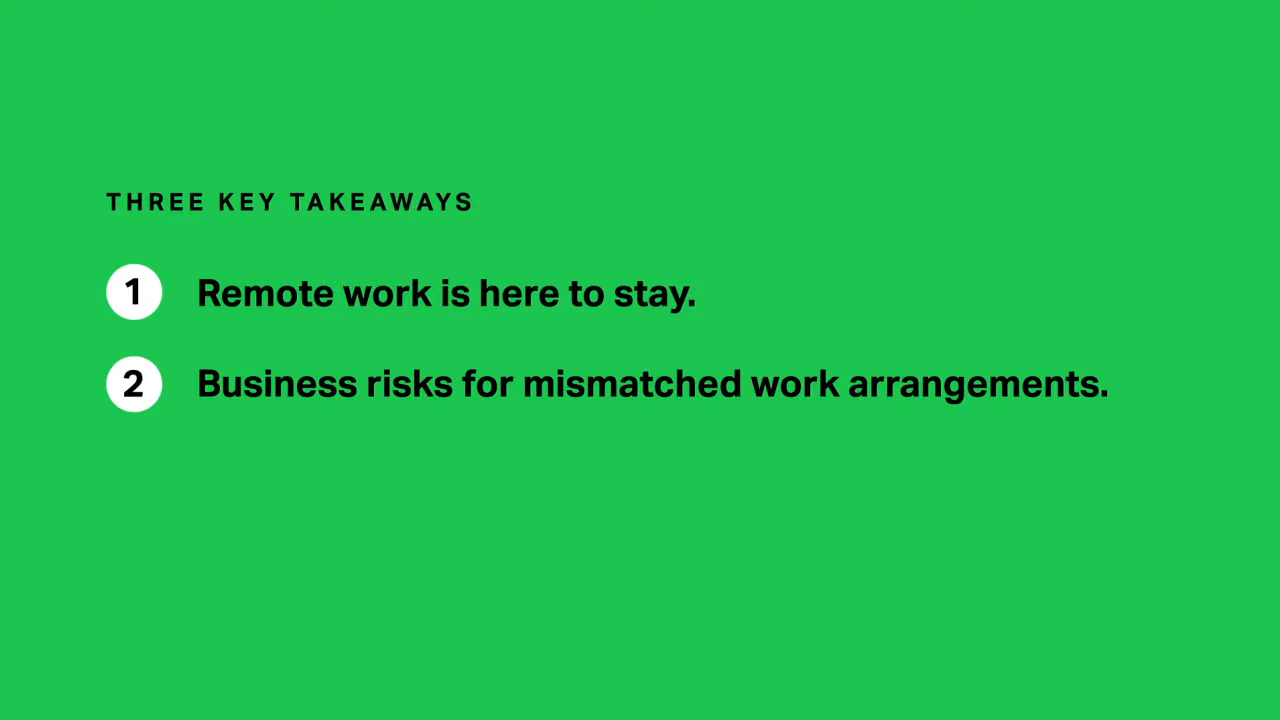 THREE KEY TAKEAWAYS
1 Remote work is here to stay.
2 Business risks for mismatched work arrangements.